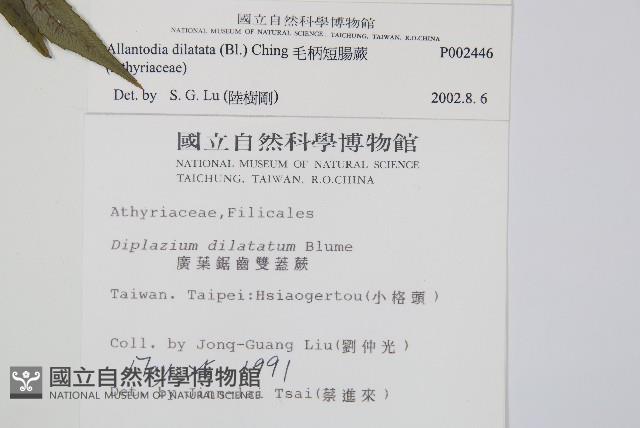 國立自然科學博物館
NATIONAL MUSEUM OF NATURAL SCIENCE, TAICHUNG, TAIWAN, R.O.CHINA
Allantodia dilatata (Bl.) Ching 毛柄短腸蕨 P002446
(Athyriaceae)
Det. by S. G. Lu (陸樹剛) 2002.8. 6
國立自然科學博物館
NATIONAL MUSEUM OF NATURAL SCIENCE
TAICHUNG, TAIWAN, R.O.CHINA
Athyriaceae,Filicales
Diplazium dilatatum Blume
廣葉鋸齒雙蓋蕨
Taiwan. Taipei:Hsiaogertou(小格頭)
Coll. by Jonq-Guang Liu(劉仲光)
1991
Det. by Tsai(蔡進來)
國立自然科學博物館
NATIONAL MUSEUM OF NATURAL SCIENCE